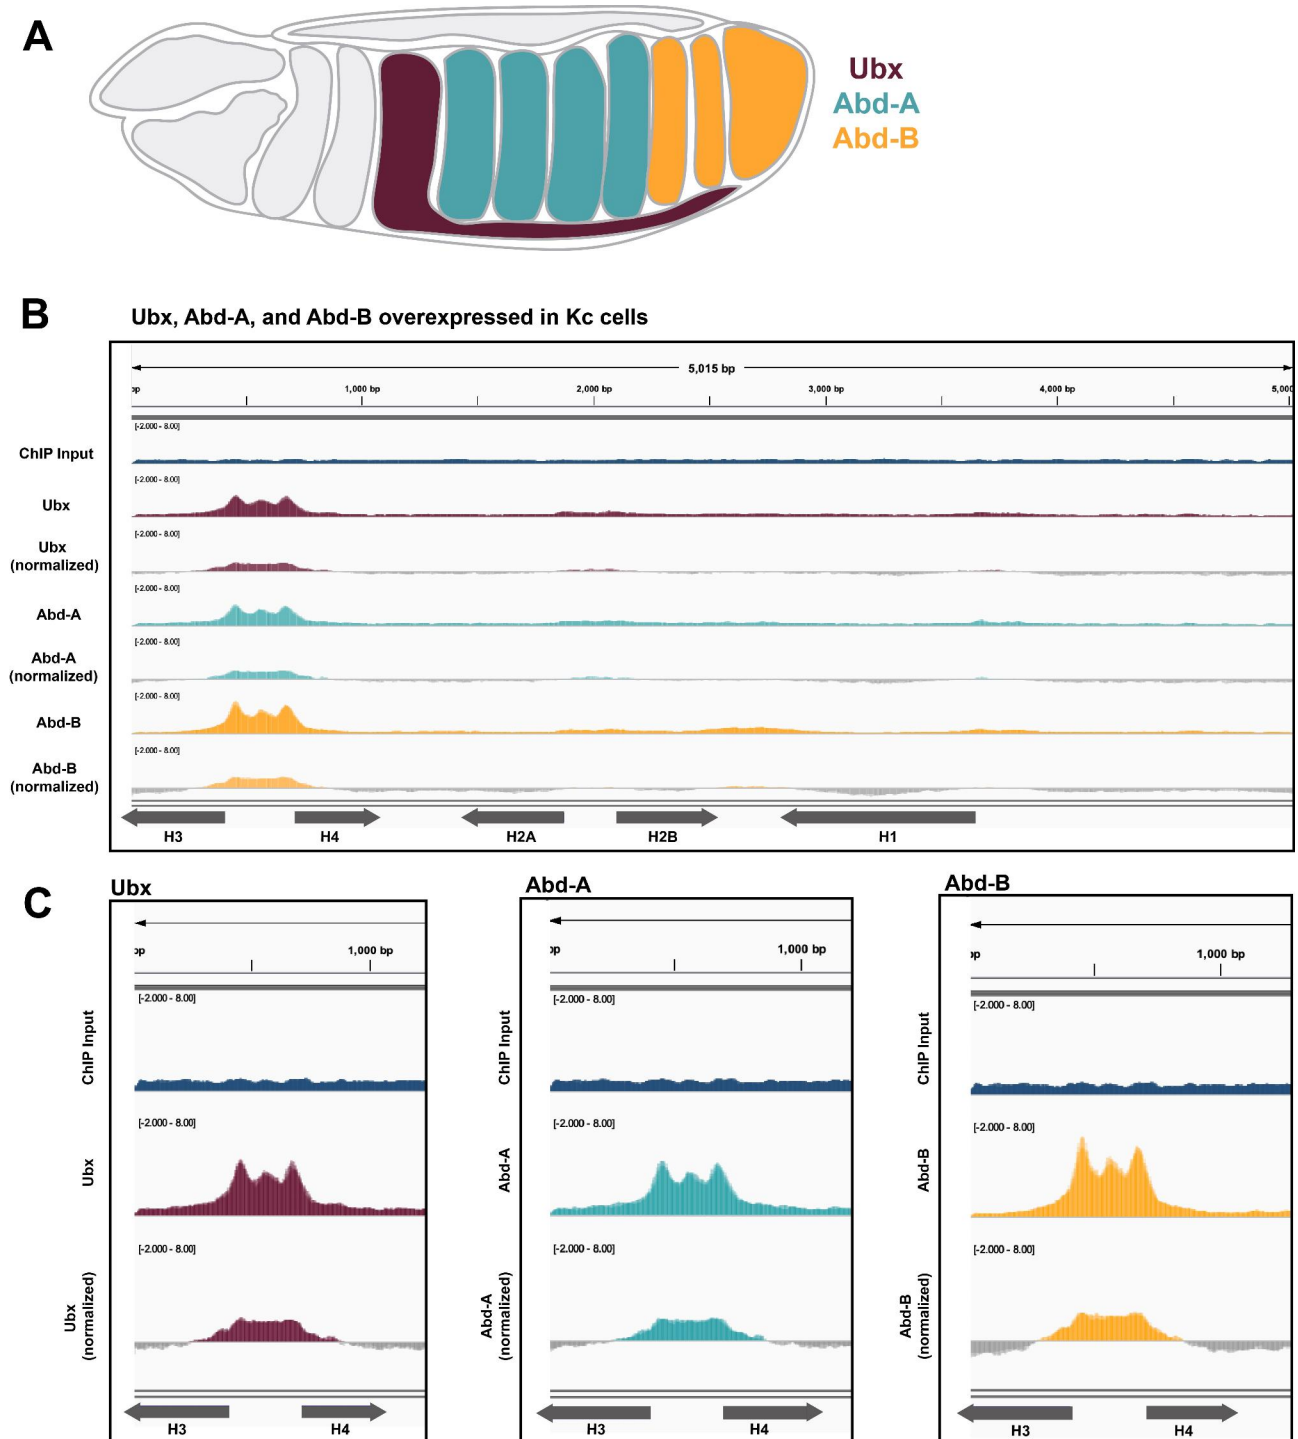 A
Ubx
Abd-A
Abd-B
B
Ubx, Abd-A, and Abd-B overexpressed in Kc cells
5,015 bp
bp
1,000 bp
2,000 bp
3,000 bp
4,000 bp
5,000
[-2.000 - 8.00]
ChIP Input
[-2.000 - 8.00]
Ubx
[-2.000 - 8.00]
Ubx
(normalized)
[-2.000 - 8.00]
Abd-A
[-2.000 - 8.00]
Abd-A
(normalized)
[-2.000 - 8.00]
Abd-B
[-2.000 - 8.00]
Abd-B
(normalized)
H3
H4
H2A
H2B
H1
C
Ubx
op
1,000 bp
[-2.000 - 8.00]
ChIP Input
[-2.000 - 8.00]
Ubx
[-2.000 - 8.00]
Ubx
(normalized)
H3
H4
Abd-A
bp
1,000 bp
[-2.000 - 8.00]
ChIP Input
[-2.000 - 8.00]
Abd-A
[-2.000 - 8.00]
Abd-A
(normalized)
H3
H4
Abd-B
bp
1,000 bp
[-2.000 - 8.00]
ChIP Input
[-2.000 - 8.00]
Abd-B
[-2.000 - 8.00]
Abd-B
(normalized)
H3
H4